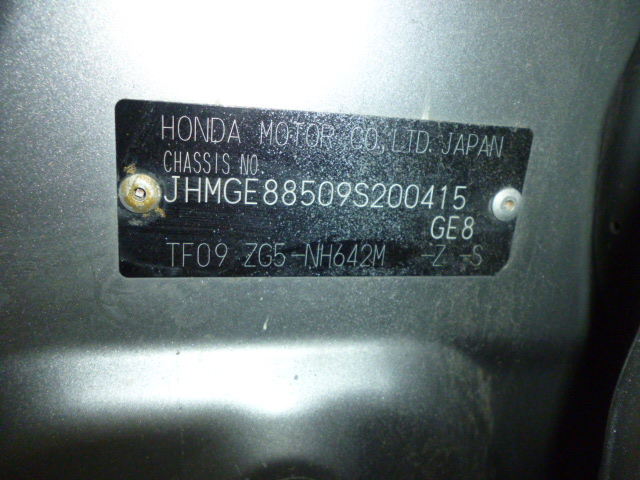 HONDA MOTOR CO., LTD. JAPAN
CHASSIS NO.
JHMGE88509S200415
GE8
TF09 ZG5-NH642M -Z -S